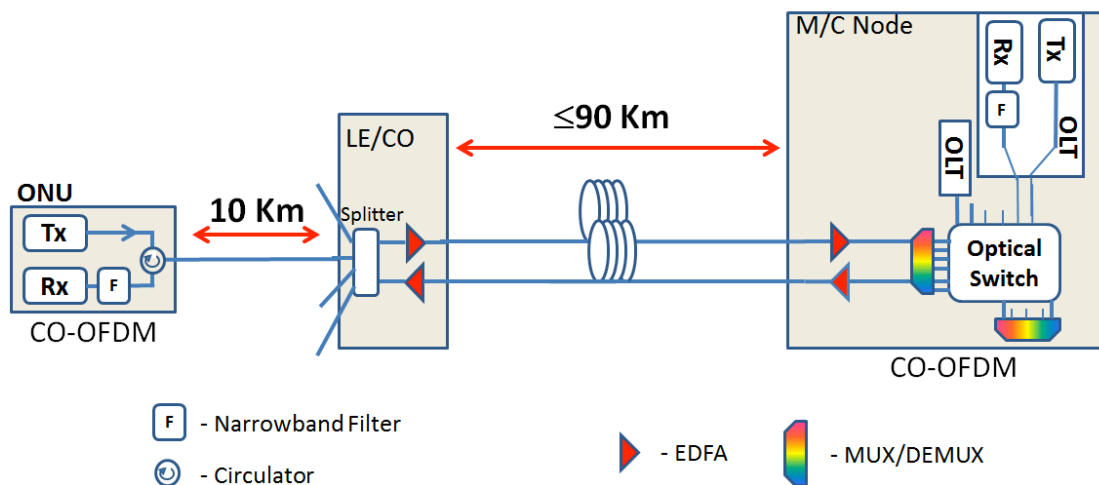 M/C Node
Rx
Tx
F
OLT
OLT
LE/CO
≤90 Km
ONU
10 Km
Splitter
Tx
Rx
F
Optical
Switch
CO-OFDM
CO-OFDM
F
- Narrowband Filter
- Circulator
- EDFA
- MUX/DEMUX